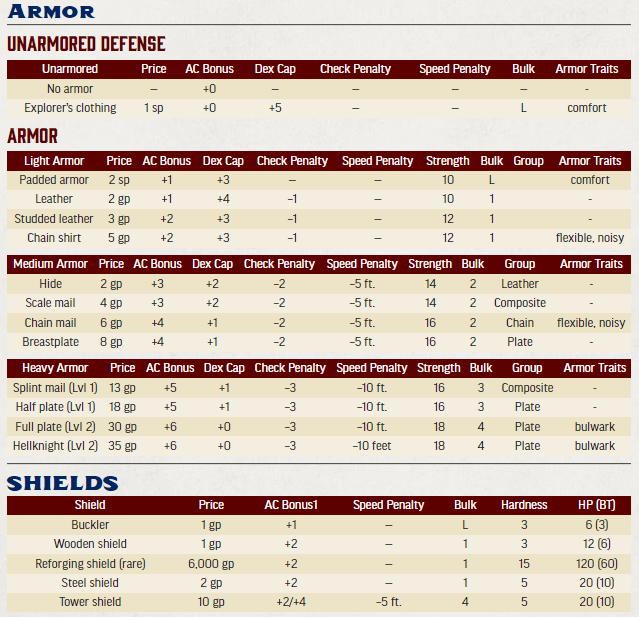 ARMOR
UNARMORED DEFENSE
Unarmored Price AC Bonus Dex Cap Check Penalty Speed Penalty Bulk Armor Traits
No armor — +0 — — — — -
Explorer's clothing 1 sp +0 +5 — — L comfort
ARMOR
Light Armor Price AC Bonus Dex Cap Check Penalty Speed Penalty Strength Bulk Group Armor Traits
Padded armor 2 sp +1 +3 — — 10 L comfort
Leather 2 gp +1 +4 –1 — 10 1 -
Studded leather 3 gp +2 +3 –1 — 12 1 -
Chain shirt 5 gp +2 +3 –1 — 12 1 flexible, noisy
Medium Armor Price AC Bonus Dex Cap Check Penalty Speed Penalty Strength Bulk Group Armor Traits
Hide 2 gp +3 +2 –2 –5 ft. 14 2 Leather -
Scale mail 4 gp +3 +2 –2 –5 ft. 14 2 Composite -
Chain mail 6 gp +4 +1 –2 –5 ft. 16 2 Chain flexible, noisy
Breastplate 8 gp +4 +1 –2 –5 ft. 16 2 Plate -
Heavy Armor Price AC Bonus Dex Cap Check Penalty Speed Penalty Strength Bulk Group Armor Traits
Splint mail (Lvl 1) 13 gp +5 +1 –3 –10 ft. 16 3 Composite -
Half plate (Lvl 1) 18 gp +5 +1 –3 –10 ft. 16 3 Plate -
Full plate (Lvl 2) 30 gp +6 +0 –3 –10 ft. 18 4 Plate bulwark
Hellknight (Lvl 2) 35 gp +6 +0 –3 –10 feet 18 4 Plate bulwark
SHIELDS
Shield Price AC Bonus1 Speed Penalty Bulk Hardness HP (BT)
Buckler 1 gp +1 — L 3 6 (3)
Wooden shield 1 gp +2 — 1 3 12 (6)
Reforging shield (rare) 6,000 gp +2 — 1 15 120 (60)
Steel shield 2 gp +2 — 1 5 20 (10)
Tower shield 10 gp +2/+4 –5 ft. 4 5 20 (10)